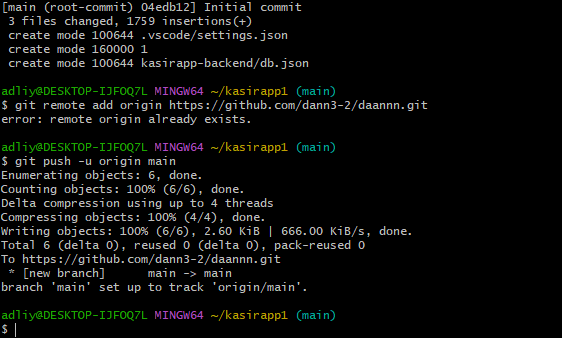 [main (root-commit) 04edb12] Initial commit
 3 files changed, 1759 insertions(+)
 create mode 100644 .vscode/settings.json
 create mode 160000 1
 create mode 100644 kasirapp-backend/db.json

adliy@DESKTOP-IJFOQ7L MINGW64 ~/kasirapp1 (main)
$ git remote add origin https://github.com/dann3-2/daannn.git
error: remote origin already exists.

adliy@DESKTOP-IJFOQ7L MINGW64 ~/kasirapp1 (main)
$ git push -u origin main
Enumerating objects: 6, done.
Counting objects: 100% (6/6), done.
Delta compression using up to 4 threads
Compressing objects: 100% (4/4), done.
Writing objects: 100% (6/6), 2.60 KiB | 666.00 KiB/s, done.
Total 6 (delta 0), reused 0 (delta 0), pack-reused 0
To https://github.com/dann3-2/daannn.git
 * [new branch]      main -> main
branch 'main' set up to track 'origin/main'.

adliy@DESKTOP-IJFOQ7L MINGW64 ~/kasirapp1 (main)
$